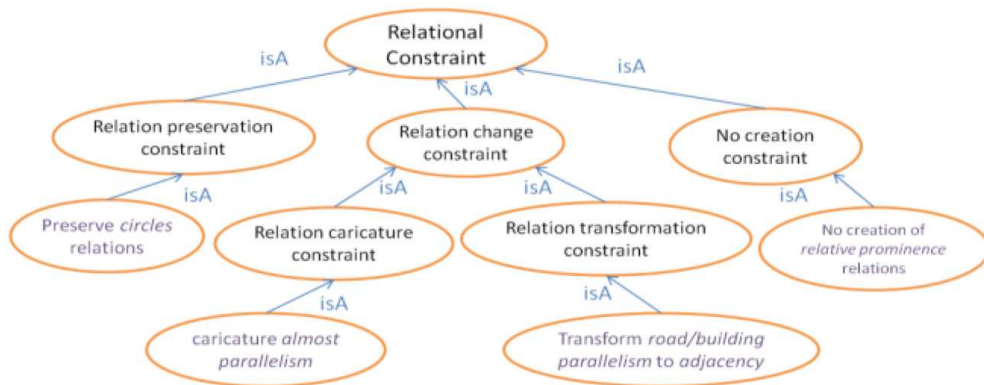 Relational
Constraint
isA
isA
isA
Relation preservation
constraint
Relation change
constraint
No creation
constraint
isA
isA
isA
isA
Preserve circles
relations
Relation caricature
constraint
Relation transformation
constraint
No creation of
relative prominence
relations
isA
isA
caricature almost
parallelism
Transform road/building
parallelism to adjacency